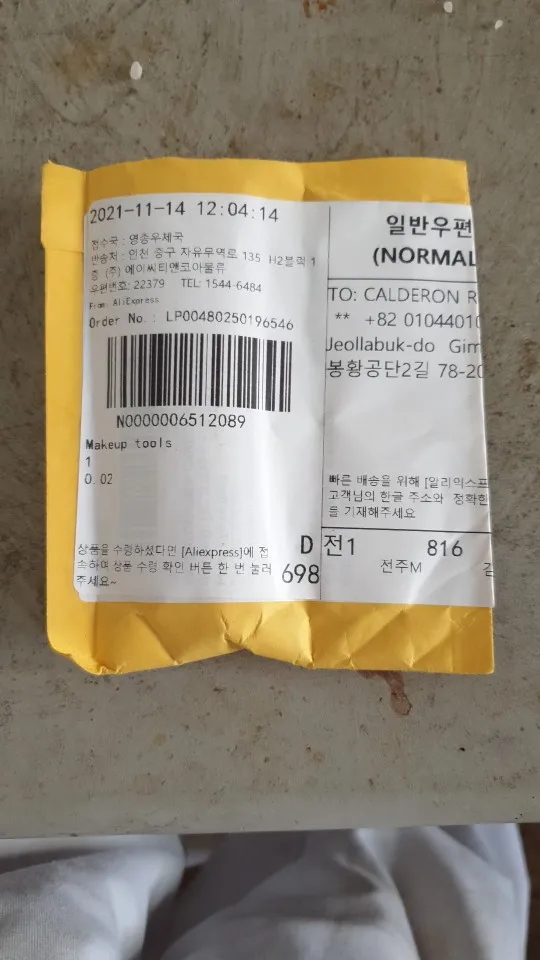 2021-11-14 12:04:14
접수국 : 영종우체국
반송처 : 인천 중구 자유무역로 135 H2블럭 1
층 (주) 에이씨티앤코아물류
우편번호: 22379 TEL: 1544-6484
From: AliExpress
Order No.: LP00480250196546
N0000006512089
Makeup tools
1
0.02
상품을 수령하셨다면 [Aliexpress]에 접
속하여 상품 수령 확인 버튼 한 번 눌러
주세요~
D
698
일반우편
(NORMAL
TO: CALDERON R
** +82 01044010
Jeollabuk-do Gim
봉황공단2길 78-20
빠른 배송을 위해 [알리익스프
고객님의 한글 주소와 정확한
를 기재해주세요
전1 816
전주M